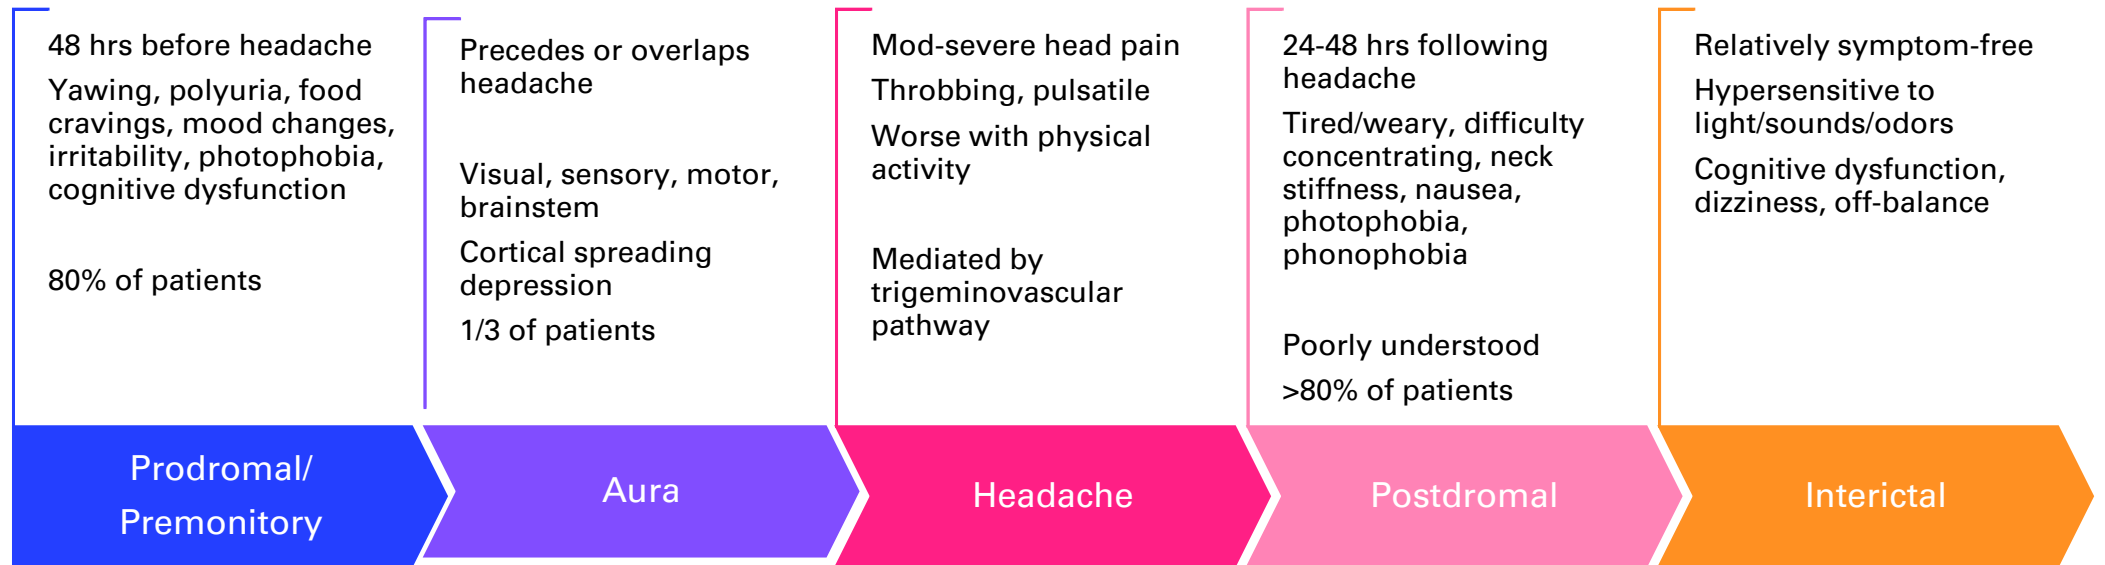 48 hrs before headache
Yawing, polyuria, food
cravings, mood changes,
irritability, photophobia,
cognitive dysfunction
80% of patients
Prodromal/
Premonitory
Precedes or overlaps
headache
Visual, sensory, motor,
brainstem
Cortical spreading
depression
1/3 of patients
Aura
Mod-severe head pain
Throbbing, pulsatile
Worse with physical
activity
Mediated by
trigeminovascular
pathway
Headache
24-48 hrs following
headache
Tired/weary, difficulty
concentrating, neck
stiffness, nausea,
photophobia,
phonophobia
Poorly understood
>80% of patients
Postdromal
Relatively symptom-free
Hypersensitive to
light/sounds/odors
Cognitive dysfunction,
dizziness, off-balance
Interictal